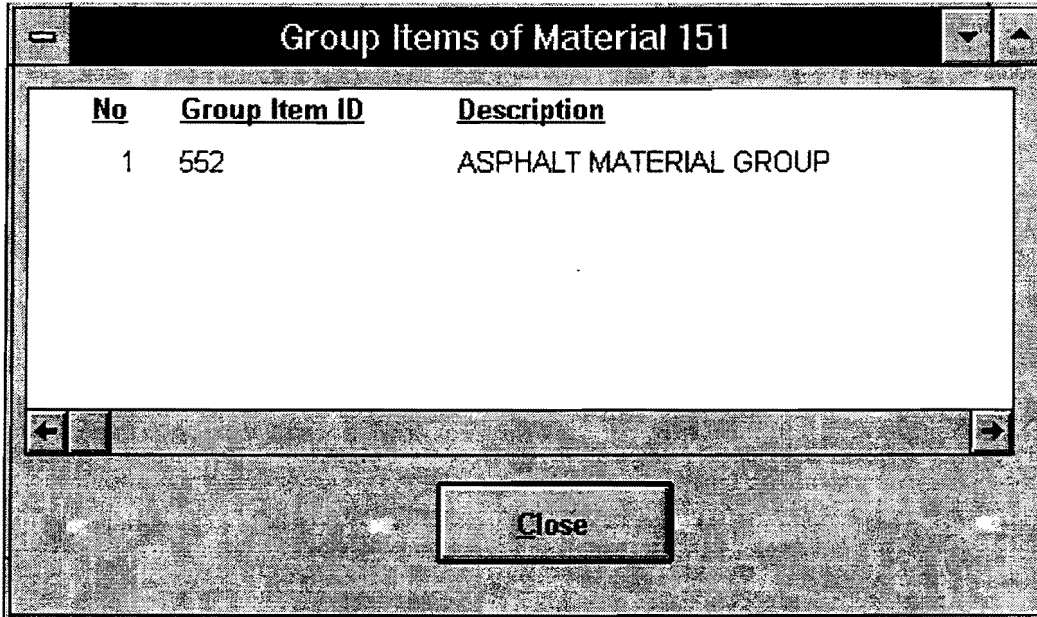 Group Items of Material 151
No Group Item ID Description
1 552 ASPHALT MATERIAL GROUP
Close